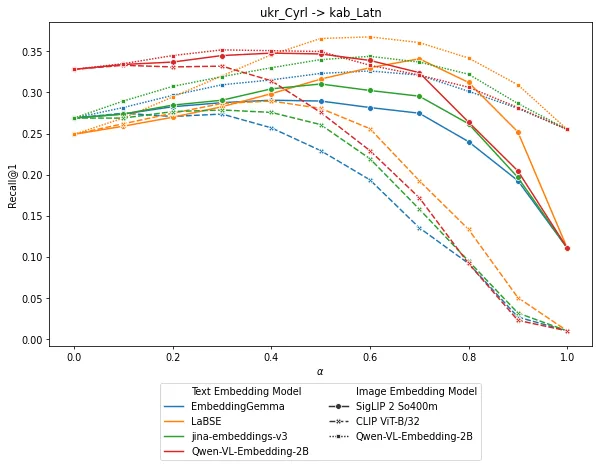 ukr_Cyrl -> kab_Latn
Recall@1
0.35
0.30
0.25
0.20
0.15
0.10
0.05
0.00
0.0 0.2 0.4 0.6 0.8 1.0
α
Text Embedding Model Image Embedding Model
EmbeddingGemma SigLIP 2 So400m
LaBSE CLIP ViT-B/32
jina-embeddings-v3 Qwen-VL-Embedding-2B
Qwen-VL-Embedding-2B